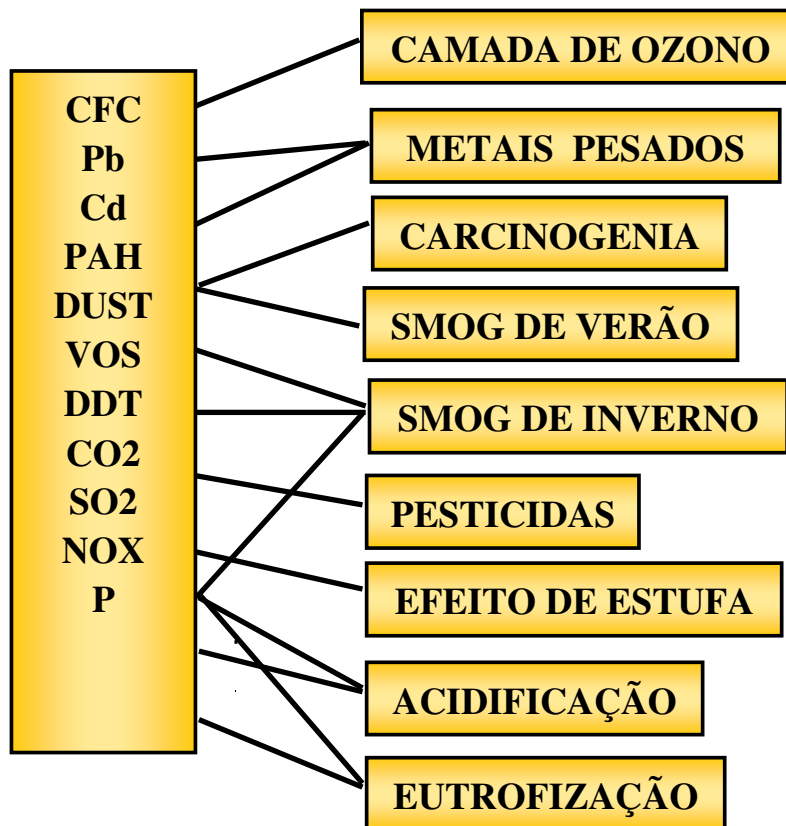 CFC
Pb
Cd
PAH
DUST
VOS
DDT
CO2
SO2
NOX
P
CAMADA DE OZONO
METAIS PESADOS
CARCINOGENIA
SMOG DE VERÃO
SMOG DE INVERNO
PESTICIDAS
EFEITO DE ESTUFA
ACIDIFICAÇÃO
EUTROFIZAÇÃO